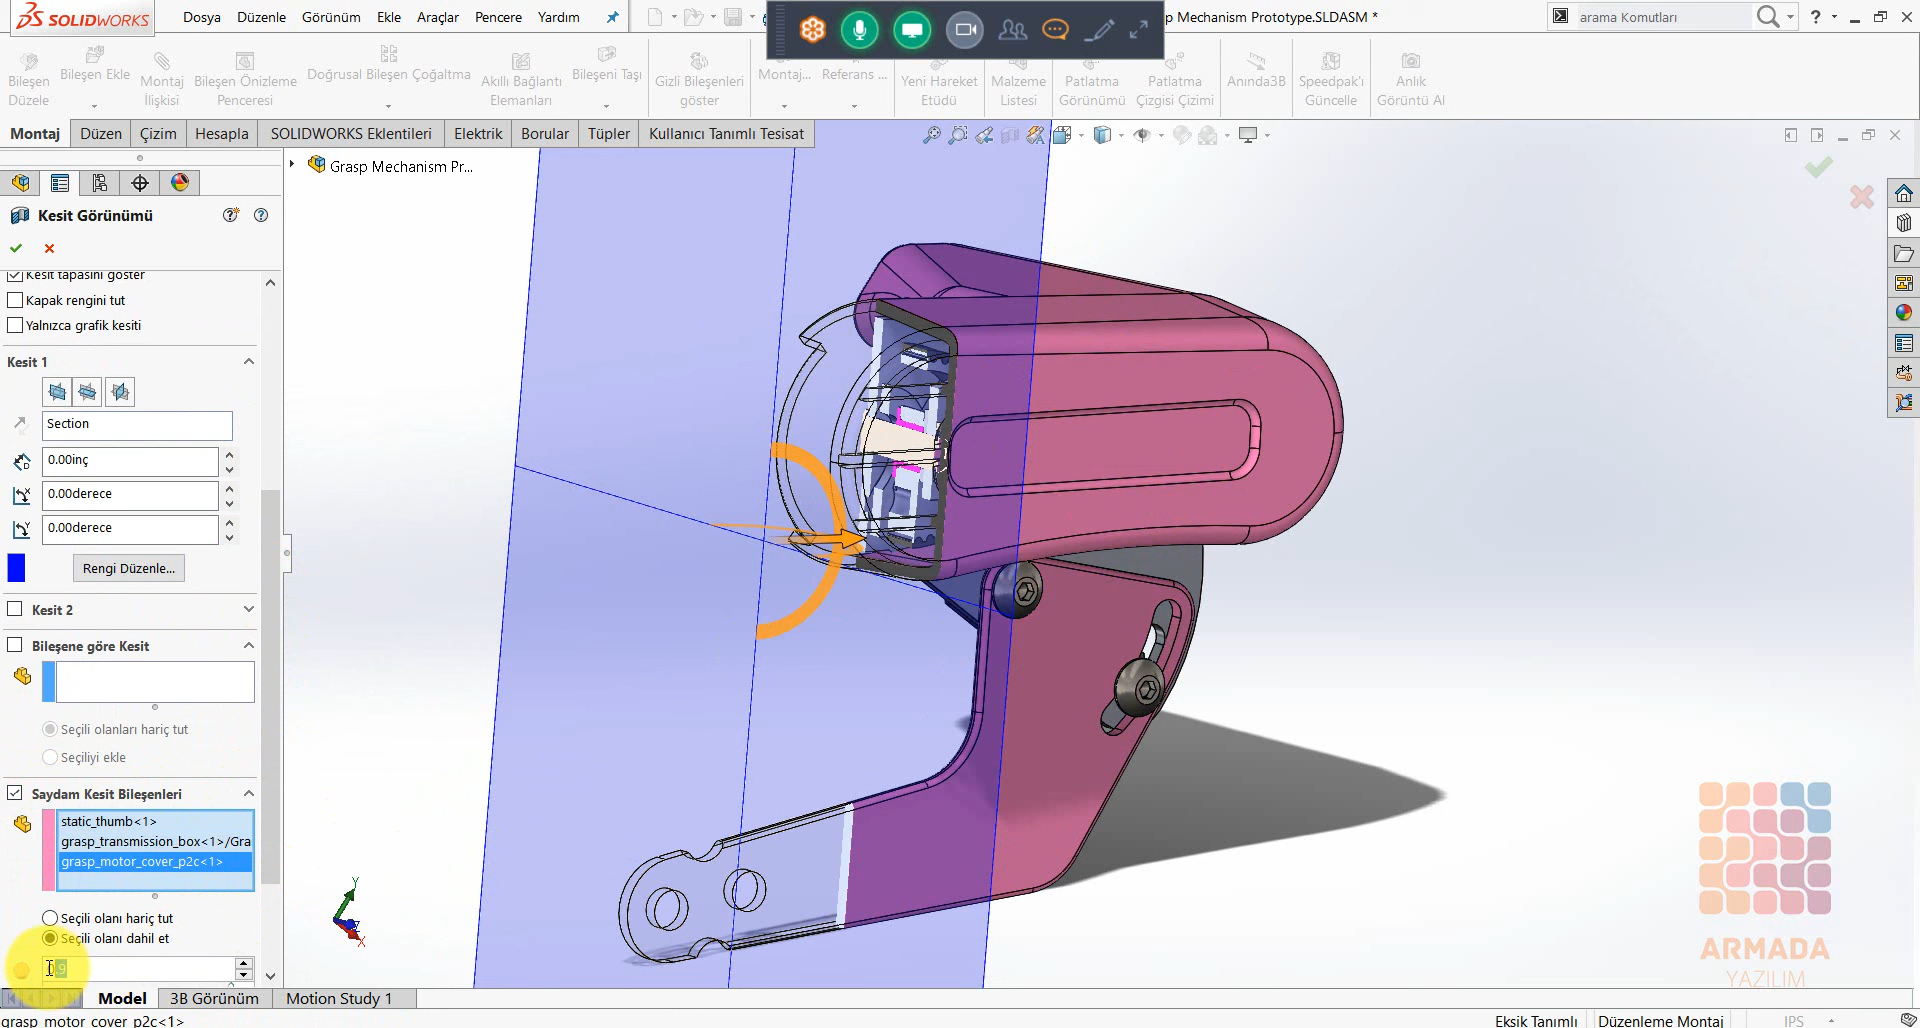 SOLIDWORKS
Dosya Düzenle Görünüm Ekle Araçlar Pencere Yardım
p Mechanism Prototype.SLDASM *
arama Komutları
Bileşen Düzele
Bileşen Ekle
Montaj İlişkisi
Bileşen Önizleme Penceresi
Doğrusal Bileşen Çoğaltma
Akıllı Bağlantı Elemanları
Bileşeni Taşı
Gizli Bileşenleri göster
Montaj...
Referans ...
Yeni Hareket Etüdü
Malzeme Listesi
Patlatma Görünümü
Patlatma Çizgisi Çizimi
Anında3B
Speedpak'ı Güncelle
Anlık Görüntü Al
Montaj Düzen Çizim Hesapla SOLIDWORKS Eklentileri Elektrik Borular Tüpler Kullanıcı Tanımlı Tesisat
Grasp Mechanism Pr...
Kesit Görünümü
Kesit tapasını göster
Kapak rengini tut
Yalnızca grafik kesiti
Kesit 1
Section
0.00inç
0.00derece
0.00derece
Rengi Düzenle...
Kesit 2
Bileşene göre Kesit
Seçili olanları hariç tut
Seçiliyi ekle
Saydam Kesit Bileşenleri
static_thumb<1>
grasp_transmission_box<1>/Gra
grasp_motor_cover_p2c<1>
Seçili olanı hariç tut
Seçili olanı dahil et
Y
X
ARMADA
YAZILIM
Model 3B Görünüm Motion Study 1
grasp_motor_cover_p2c<1>
Eksik Tanımlı Düzenleme Montaj IPS